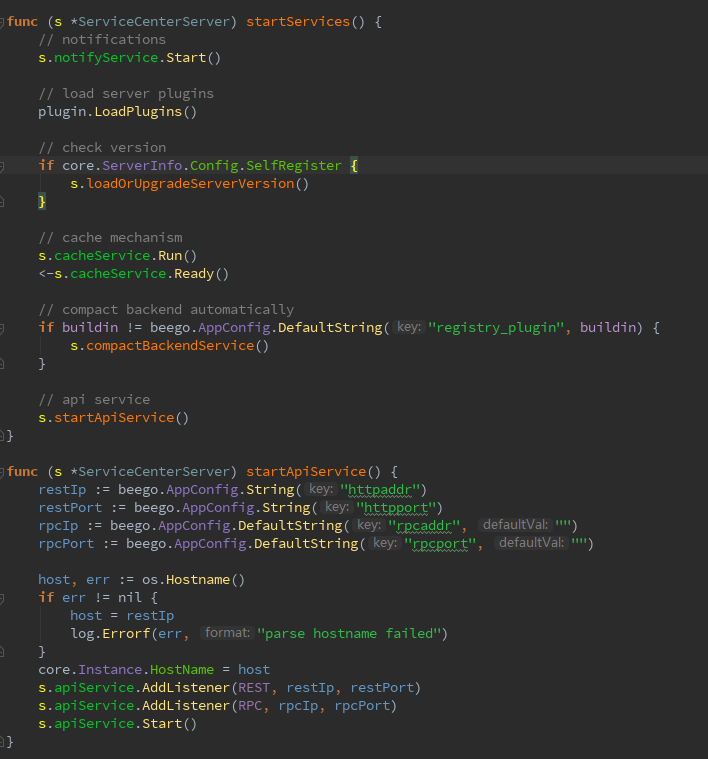 func (s *ServiceCenterServer) startServices() {
    // notifications
    s.notifyService.Start()

    // load server plugins
    plugin.LoadPlugins()

    // check version
    if core.ServerInfo.Config.SelfRegister {
        s.loadOrUpgradeServerVersion()
    }

    // cache mechanism
    s.cacheService.Run()
    <-s.cacheService.Ready()

    // compact backend automatically
    if buildin != beego.AppConfig.DefaultString( key: "registry_plugin", buildin) {
        s.compactBackendService()
    }

    // api service
    s.startApiService()
}

func (s *ServiceCenterServer) startApiService() {
    restIp := beego.AppConfig.String( key: "httpaddr")
    restPort := beego.AppConfig.String( key: "httpport")
    rpcIp := beego.AppConfig.DefaultString( key: "rpcaddr", defaultVal: "")
    rpcPort := beego.AppConfig.DefaultString( key: "rpcport", defaultVal: "")

    host, err := os.Hostname()
    if err != nil {
        host = restIp
        log.Errorf(err, format: "parse hostname failed")
    }
    core.Instance.HostName = host
    s.apiService.AddListener(REST, restIp, restPort)
    s.apiService.AddListener(RPC, rpcIp, rpcPort)
    s.apiService.Start()
}